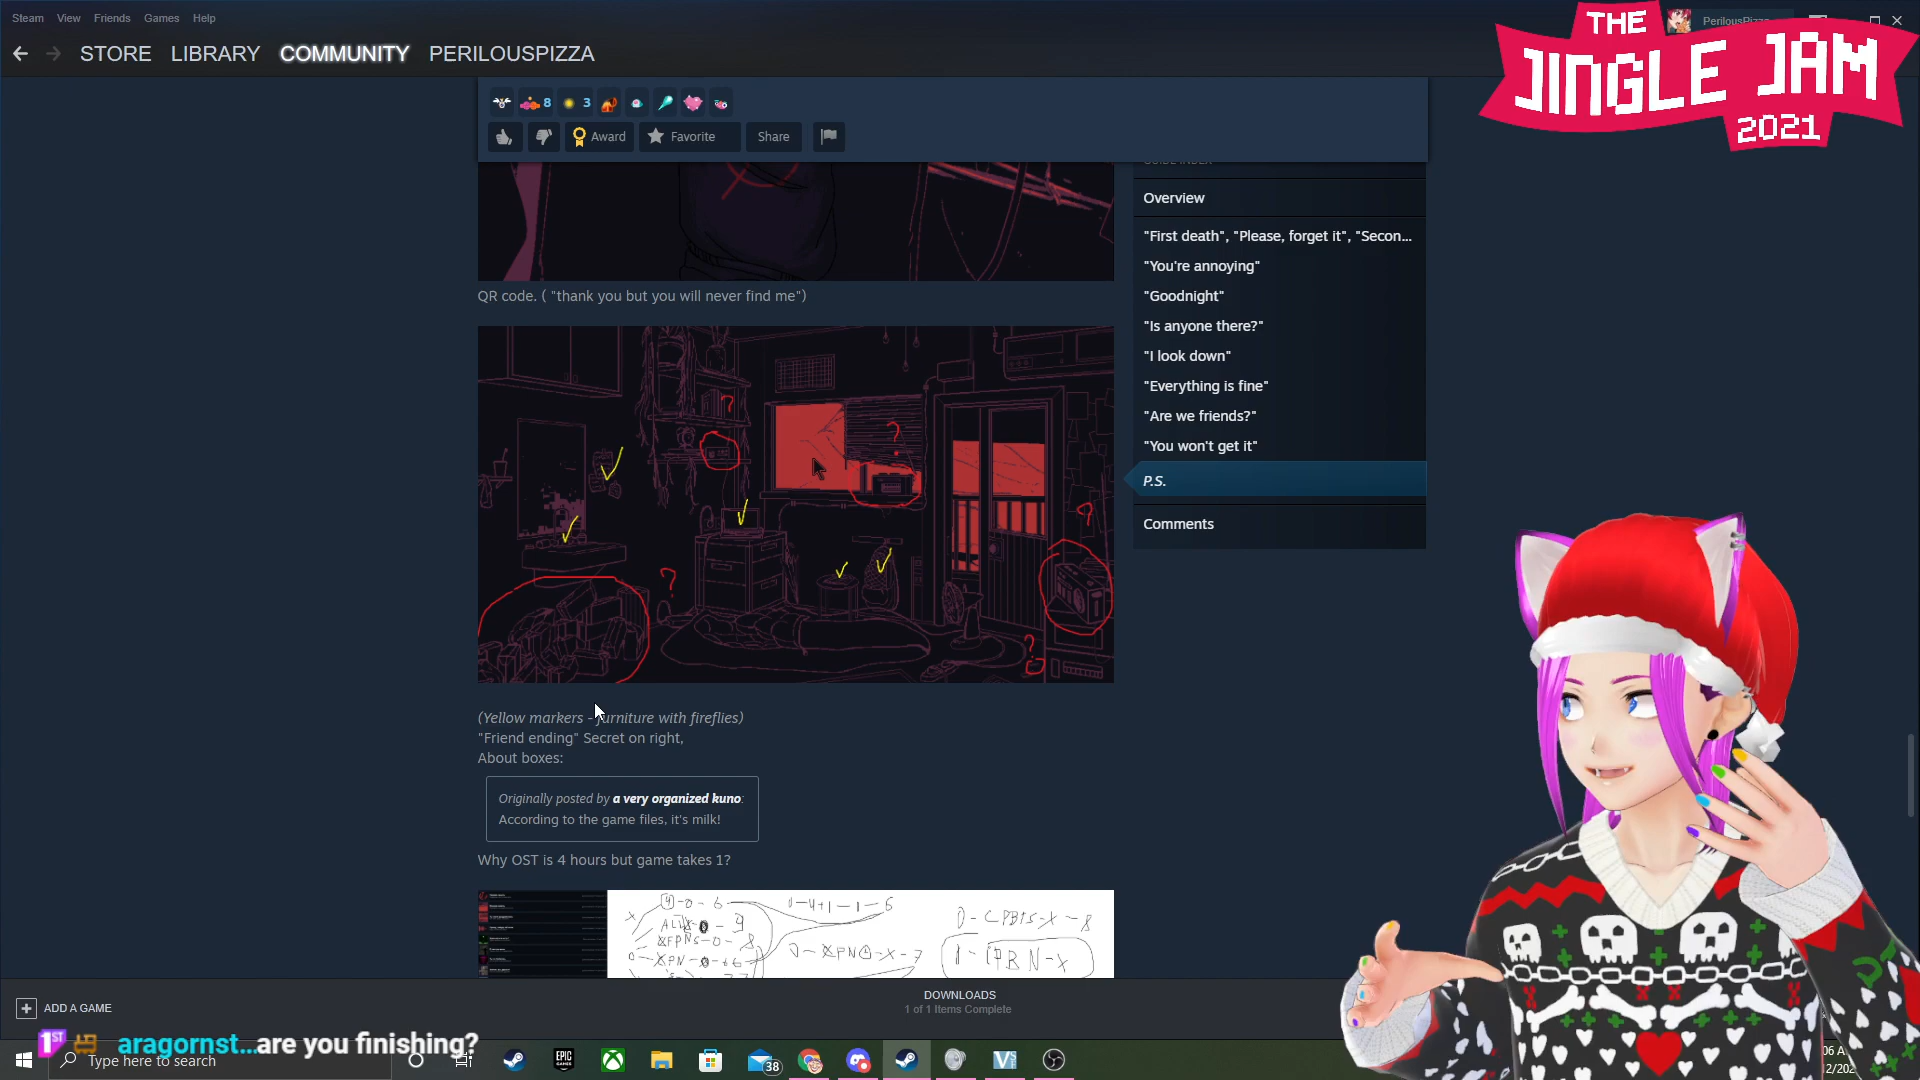 Steam View Friends Games Help
STORE LIBRARY COMMUNITY PERILOUSPIZZA
THE
JINGLE JAM
2021
8 3
Award Favorite Share
Overview
"First death", "Please, forget it", "Secon...
"You're annoying"
"Goodnight"
"Is anyone there?"
"I look down"
"Everything is fine"
"Are we friends?"
"You won't get it"
P.S.
Comments
QR code. ( "thank you but you will never find me")
(Yellow markers - furniture with fireflies)
"Friend ending" Secret on right,
About boxes:
Originally posted by a very organized kuno:
According to the game files, it's milk!
Why OST is 4 hours but game takes 1?
ADD A GAME
DOWNLOADS
1 of 1 Items Complete
1ST aragornst...are you finishing?
Type here to search
EPIC GAMES
38